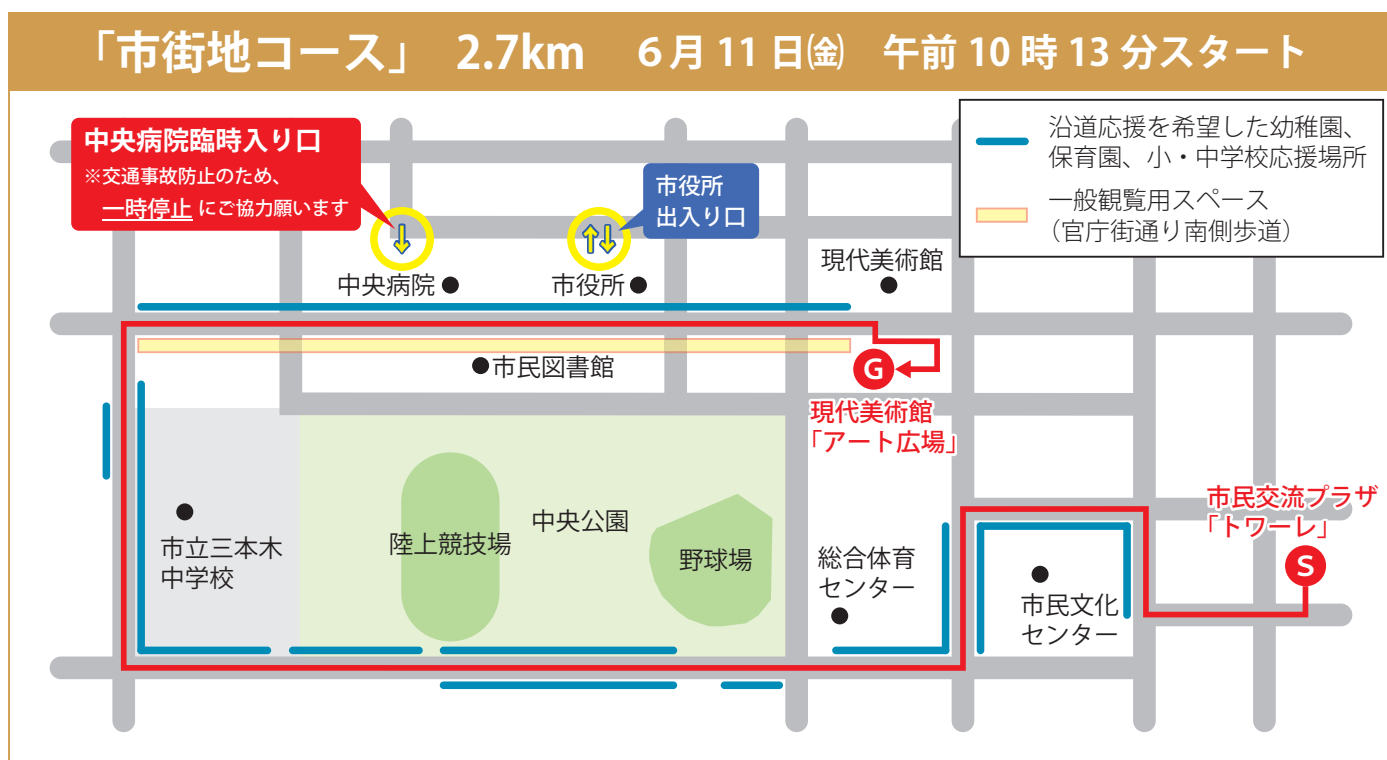 「市街地コース」 2.7km 6月11日㈮ 午前10時13分スタート
中央病院臨時入り口
※交通事故防止のため、
一時停止 にご協力願います
市役所
出入り口
沿道応援を希望した幼稚園、
保育園、小・中学校応援場所
一般観覧用スペース
（官庁街通り南側歩道）
中央病院
市役所
現代美術館
市民図書館
G
現代美術館
「アート広場」
市民交流プラザ
「トワーレ」
S
市立三本木
中学校
陸上競技場
中央公園
野球場
総合体育
センター
市民文化
センター